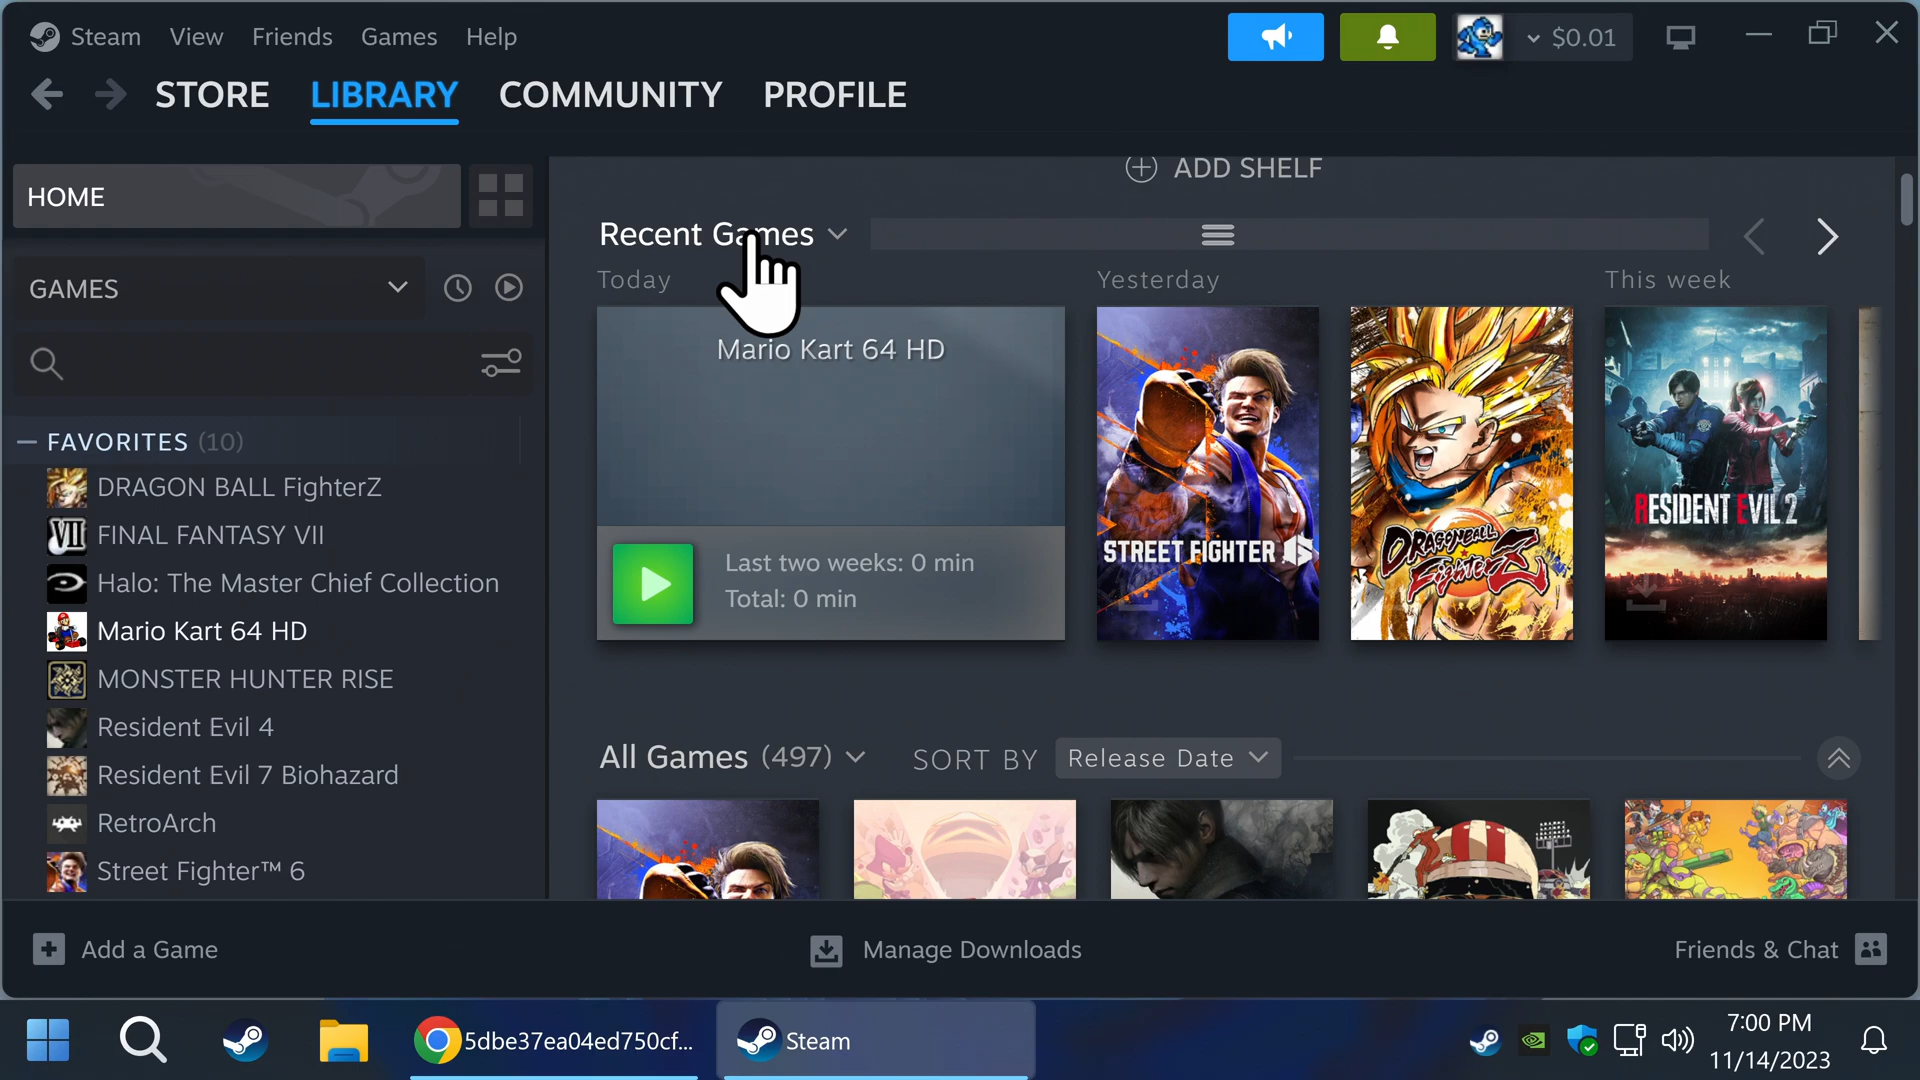 Steam View Friends Games Help
$0.01
STORE LIBRARY COMMUNITY PROFILE
HOME
GAMES
FAVORITES (10)
DRAGON BALL FighterZ
FINAL FANTASY VII
Halo: The Master Chief Collection
Mario Kart 64 HD
MONSTER HUNTER RISE
Resident Evil 4
Resident Evil 7 Biohazard
RetroArch
Street Fighter™ 6
ADD SHELF
Recent Games
Today
Yesterday
This week
Mario Kart 64 HD
Last two weeks: 0 min
Total: 0 min
STREET FIGHTER 6
DRAGONBALL
FighterZ
RESIDENT EVIL 2
All Games (497) SORT BY Release Date
VII
Add a Game
Manage Downloads
Friends & Chat
5dbe37ea04ed750cf...
Steam
7:00 PM
11/14/2023